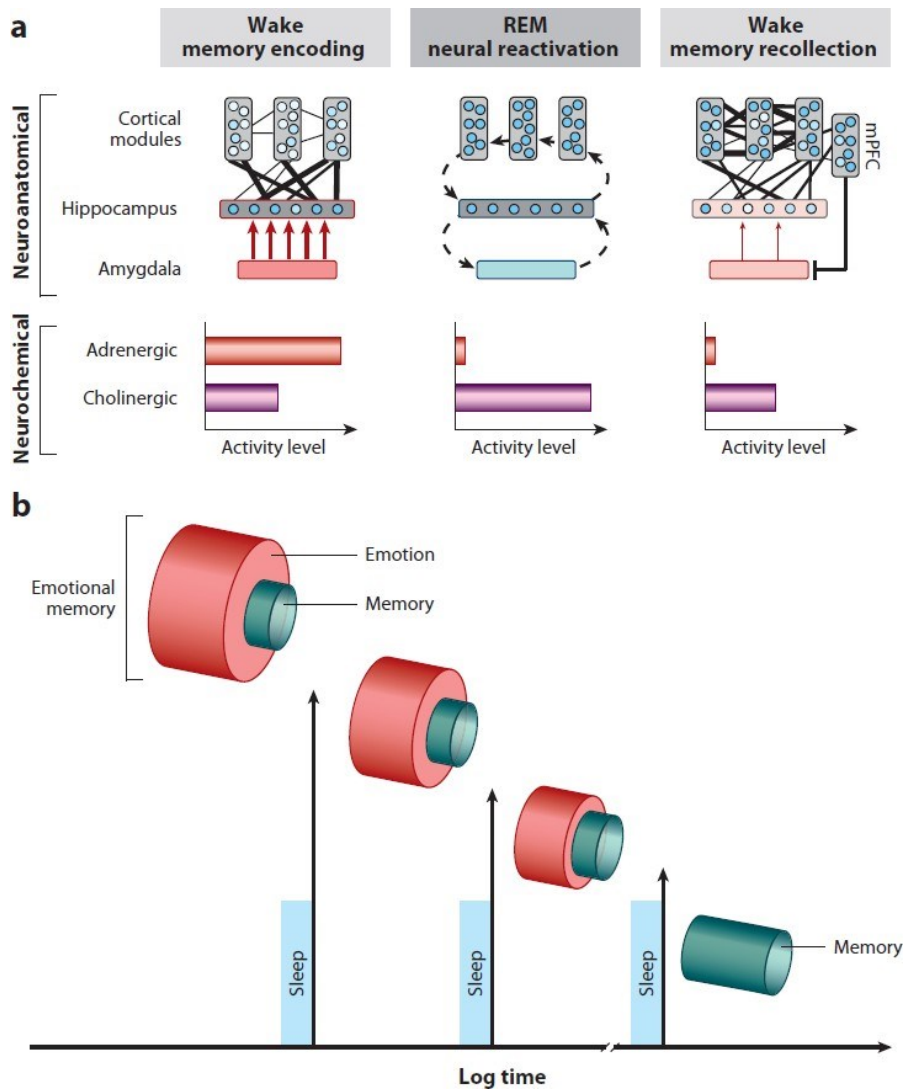 a
Wake
memory encoding
REM
neural reactivation
Wake
memory recollection
Neuroanatomical
Cortical
modules
mPFC
Hippocampus
Amygdala
Neurochemical
Adrenergic
Cholinergic
Activity level
Activity level
Activity level
b
Emotional
memory
Emotion
Memory
Sleep
Sleep
Sleep
Memory
Log time